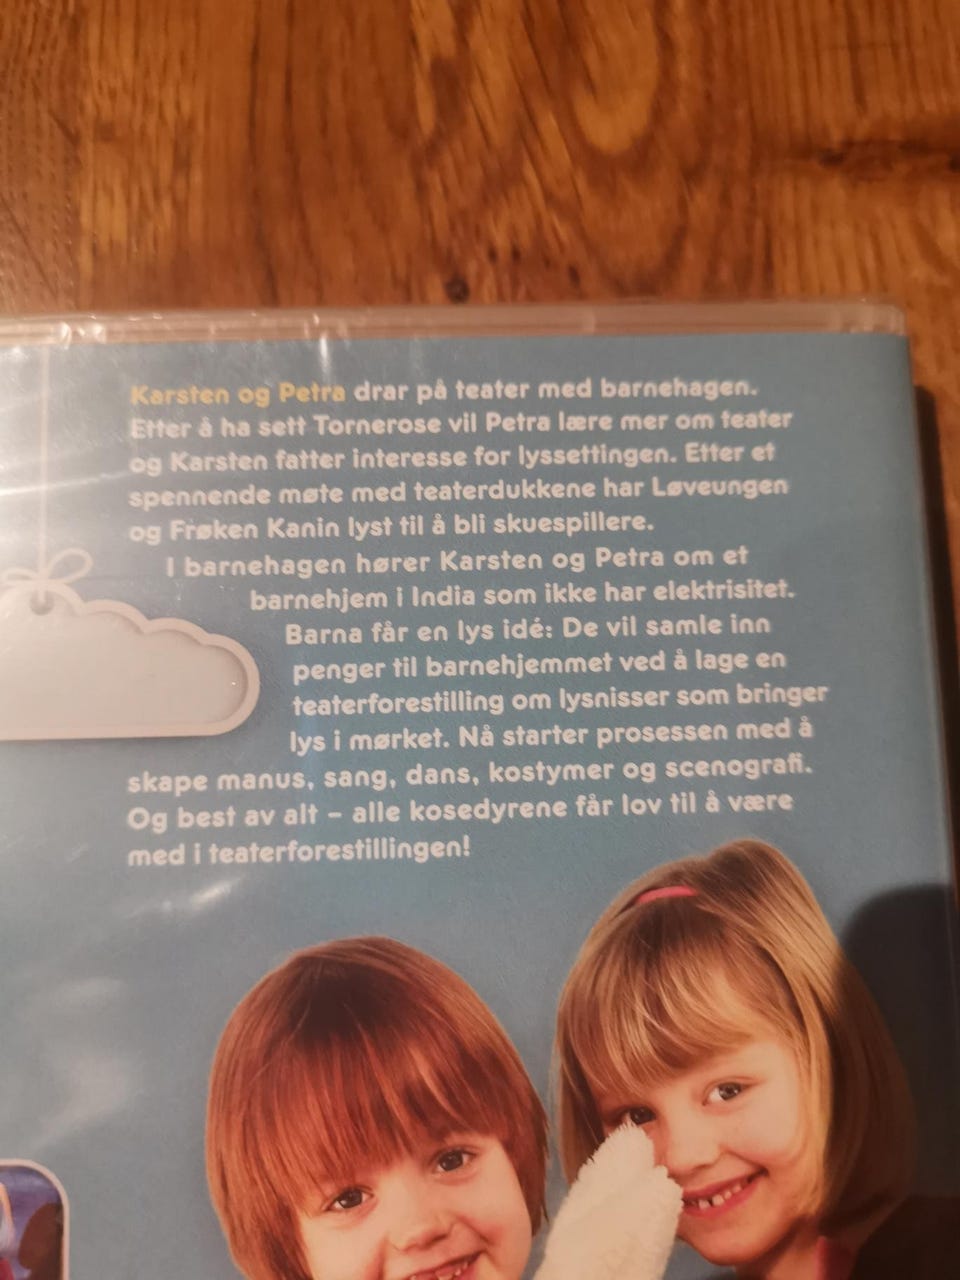 Karsten og Petra drar på teater med barnehagen.
Etter å ha sett Tornerose vil Petra lære mer om teater
og Karsten fatter interesse for lyssettingen. Etter et
spennende møte med teaterdukkene har Løveungen
og Frøken Kanin lyst til å bli skuespillere.
I barnehagen hører Karsten og Petra om et
barnehjem i India som ikke har elektrisitet.
Barna får en lys idé: De vil samle inn
penger til barnehjemmet ved å lage en
teaterforestilling om lysnisser som bringer
lys i mørket. Nå starter prosessen med å
skape manus, sang, dans, kostymer og scenografi.
Og best av alt – alle kosedyrene får lov til å være
med i teaterforestillingen!